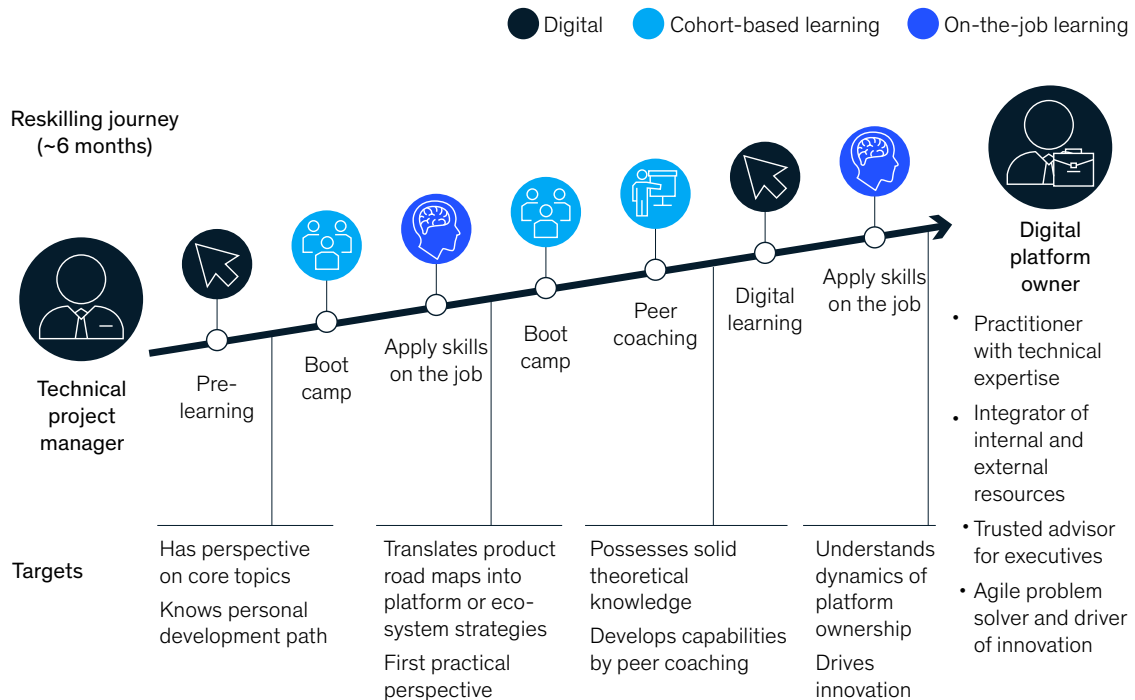 Digital
Cohort-based learning
On-the-job learning
Reskilling journey
(~6 months)
Technical
project
manager
Pre-
learning
Boot
camp
Apply skills
on the job
Boot
camp
Peer
coaching
Digital
learning
Apply skills
on the job
Digital
platform
owner
• Practitioner
with technical
expertise
• Integrator of
internal and
external
resources
• Trusted advisor
for executives
• Agile problem
solver and driver
of innovation
Targets
Has perspective
on core topics
Knows personal
development path
Translates product
road maps into
platform or eco-
system strategies
First practical
perspective
Possesses solid
theoretical
knowledge
Develops capabilities
by peer coaching
Understands
dynamics of
platform
ownership
Drives
innovation